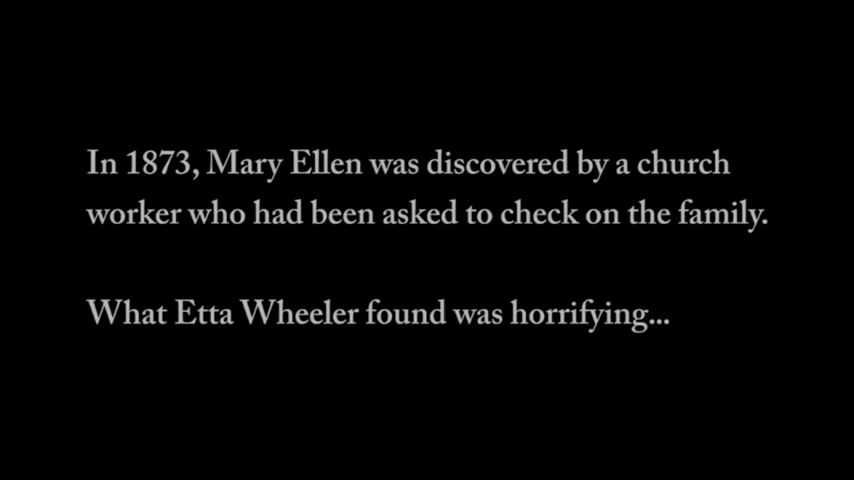 In 1873, Mary Ellen was discovered by a church
worker who had been asked to check on the family.
What Etta Wheeler found was horrifying...